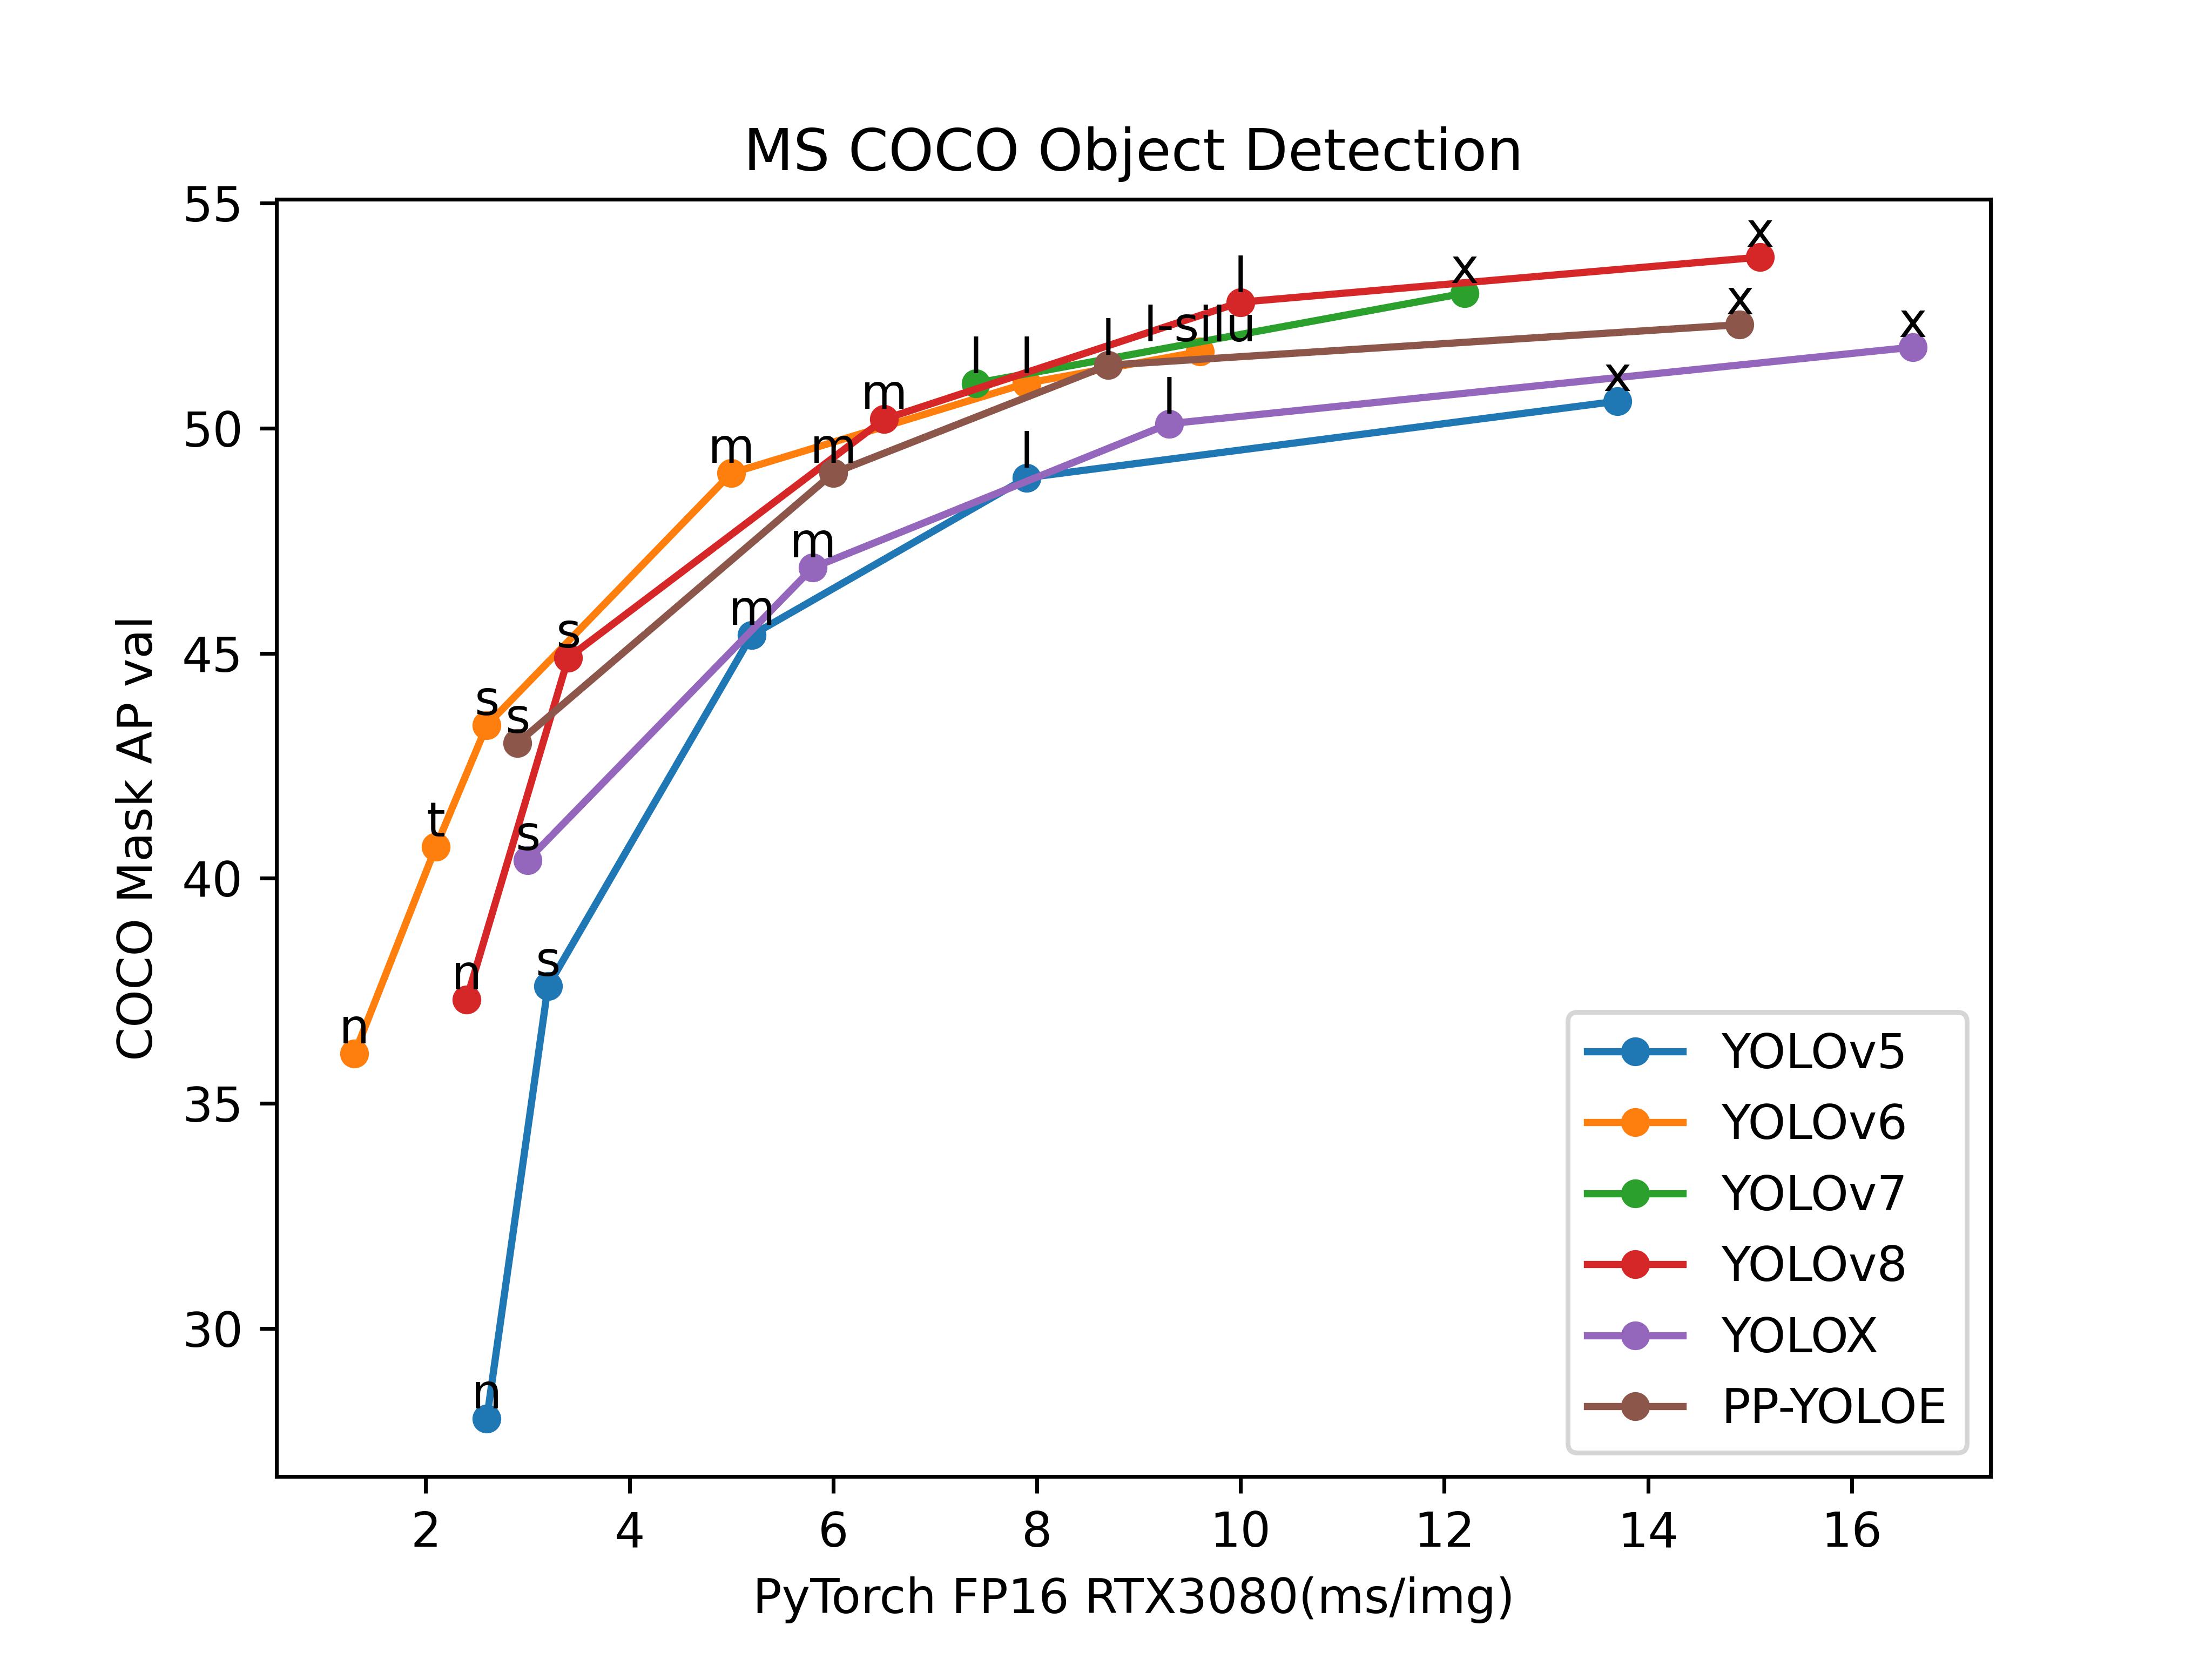 MS COCO Object Detection
55
50
45
40
35
30
COCO Mask AP val
x
l
x
x
x
l-silu
l
l
l
x
m
l
m
m
l
m
m
s
s
s
t
s
n
s
n
n
YOLOv5
YOLOv6
YOLOv7
YOLOv8
YOLOX
PP-YOLOE
2 4 6 8 10 12 14 16
PyTorch FP16 RTX3080(ms/img)